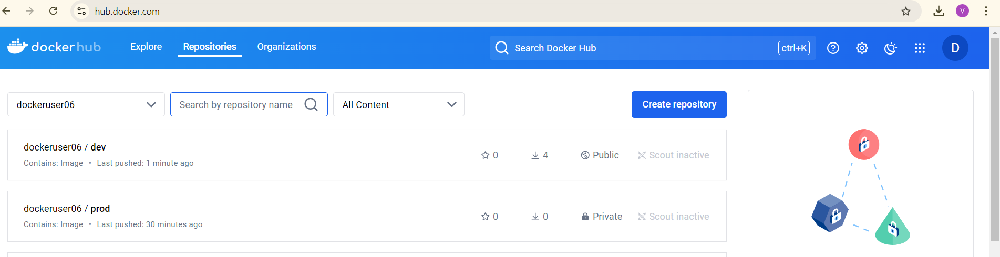 hub.docker.com
V
dockerhub
Explore
Repositories
Organizations
Search Docker Hub
ctrl+K
D
dockeruser06
Search by repository name
All Content
Create repository
dockeruser06 / dev
Contains: Image • Last pushed: 1 minute ago
0
4
Public
Scout inactive
dockeruser06 / prod
Contains: Image • Last pushed: 30 minutes ago
0
0
Private
Scout inactive